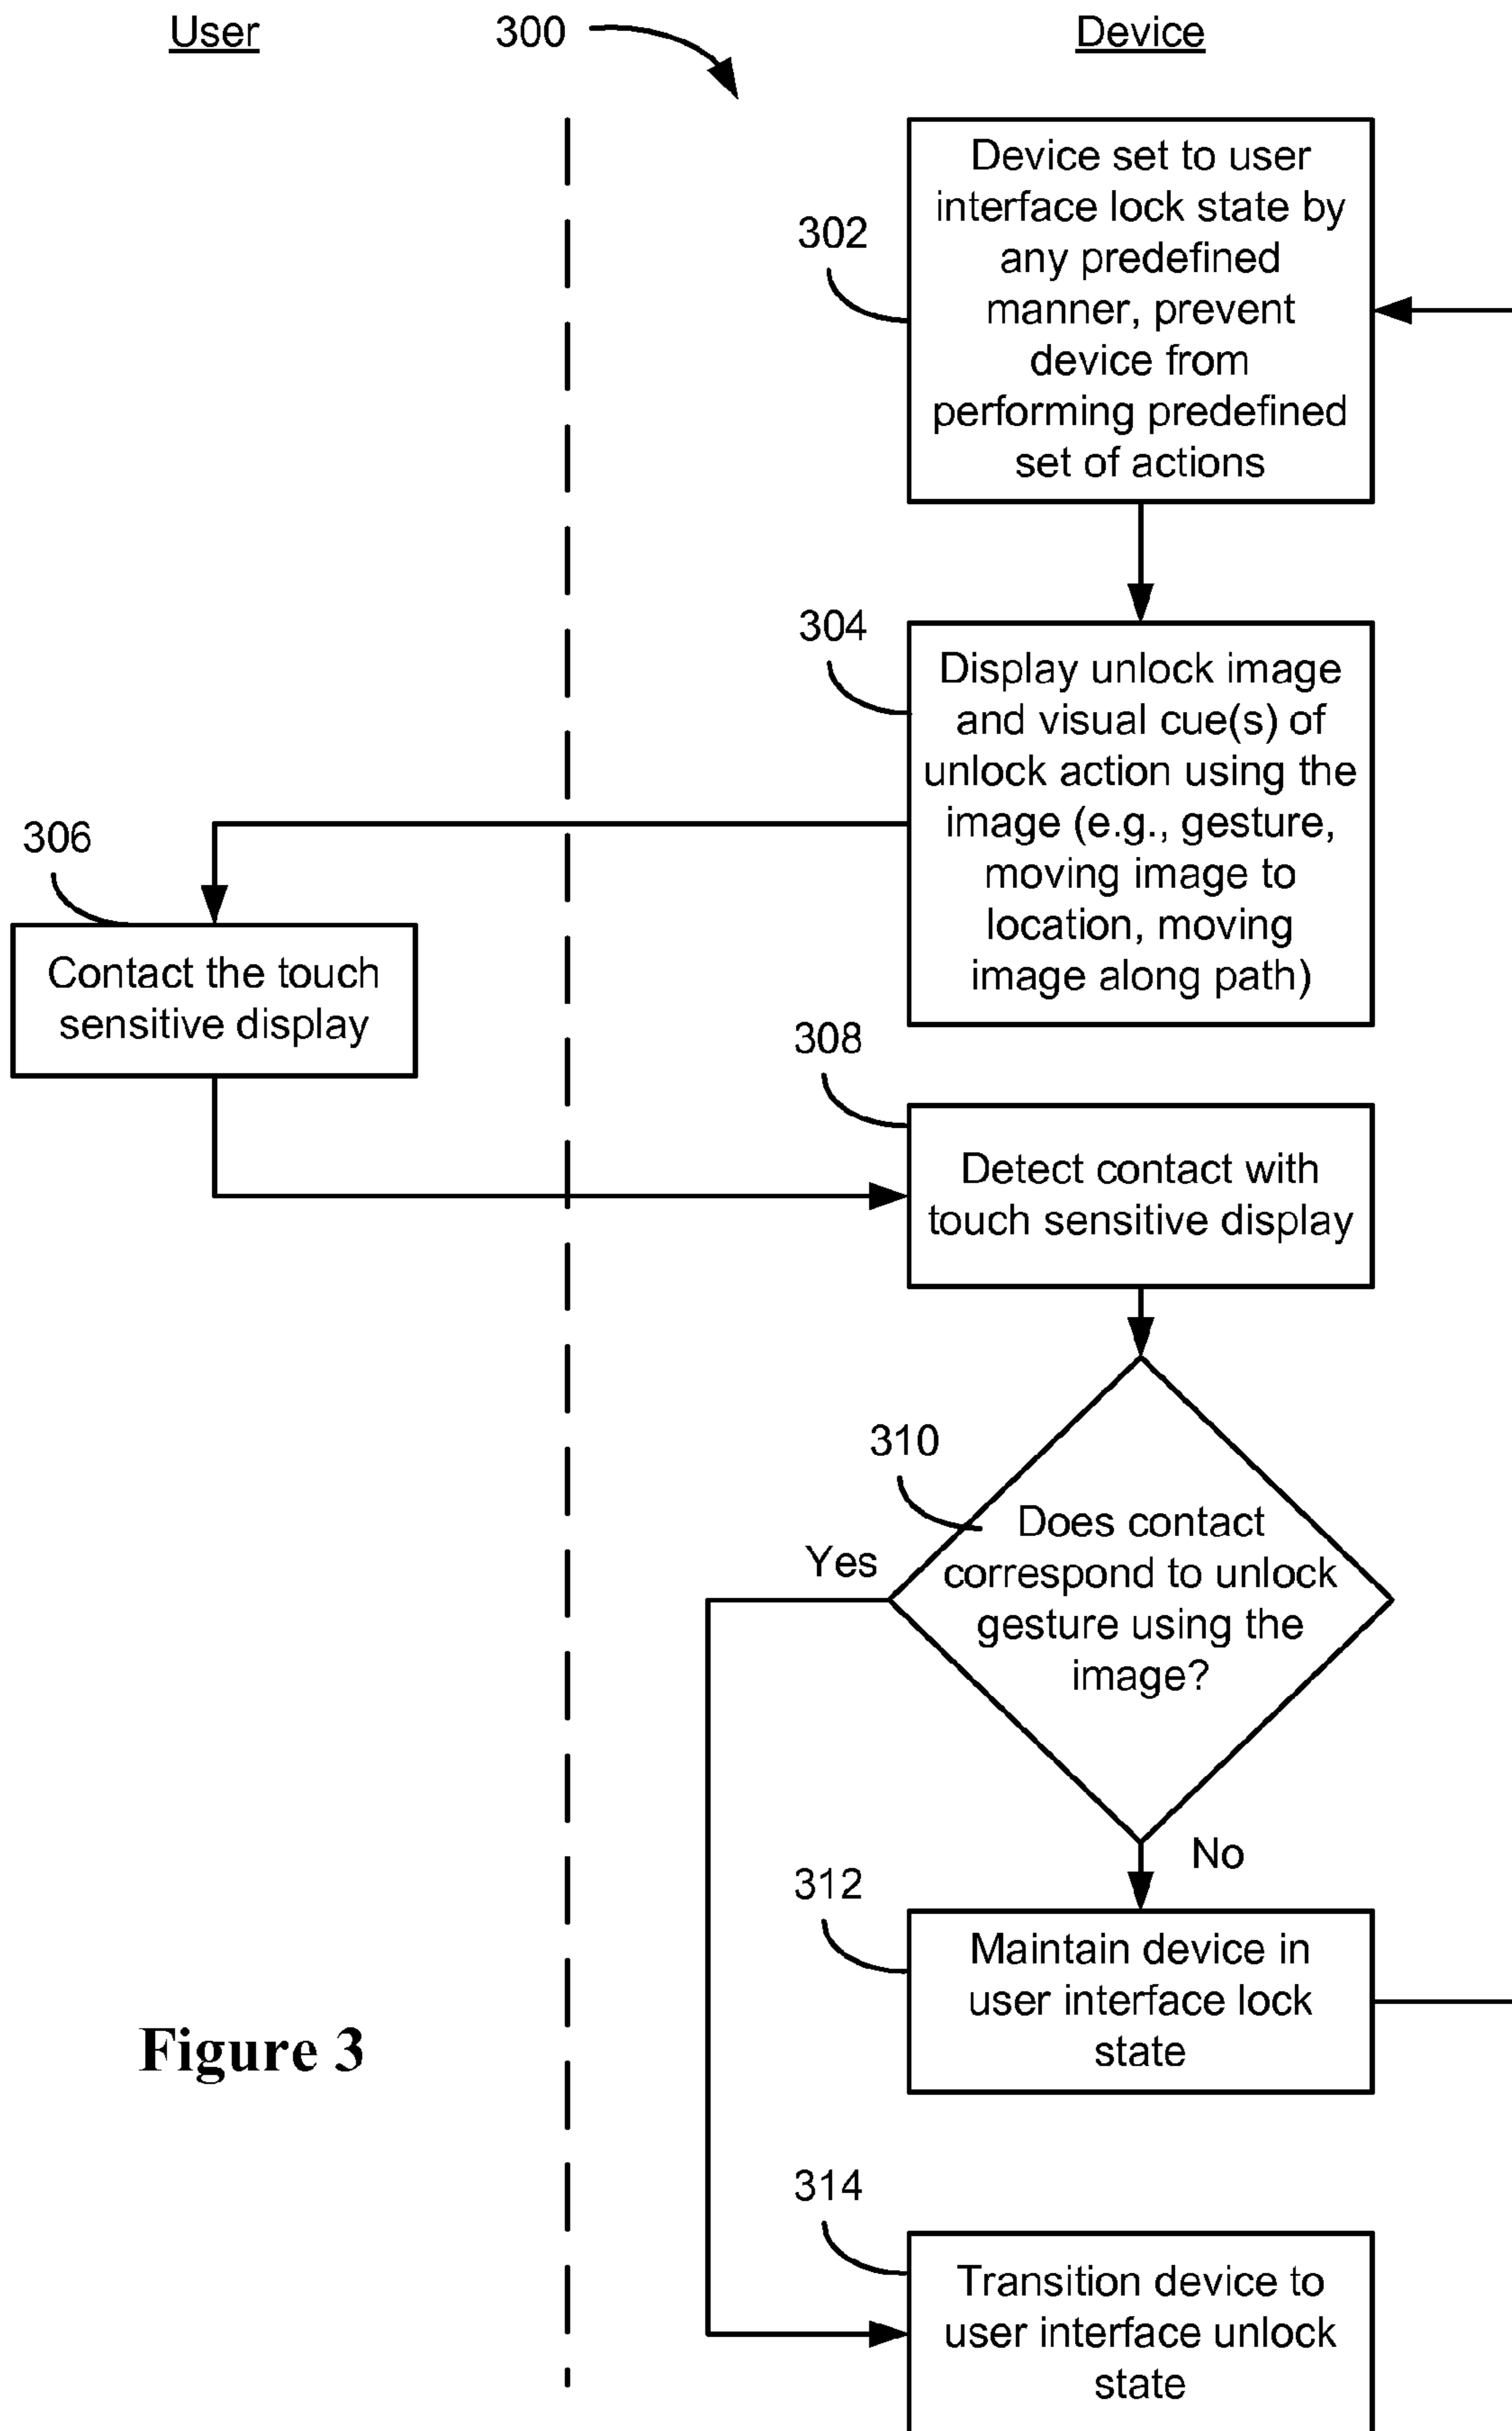 User
300
Device
302
Device set to user
interface lock state by
any predefined
manner, prevent
device from
performing predefined
set of actions
304
Display unlock image
and visual cue(s) of
unlock action using the
image (e.g., gesture,
moving image to
location, moving
image along path)
306
Contact the touch
sensitive display
308
Detect contact with
touch sensitive display
310
Does contact
correspond to unlock
gesture using the
image?
Yes
No
312
Maintain device in
user interface lock
state
314
Transition device to
user interface unlock
state
Figure 3